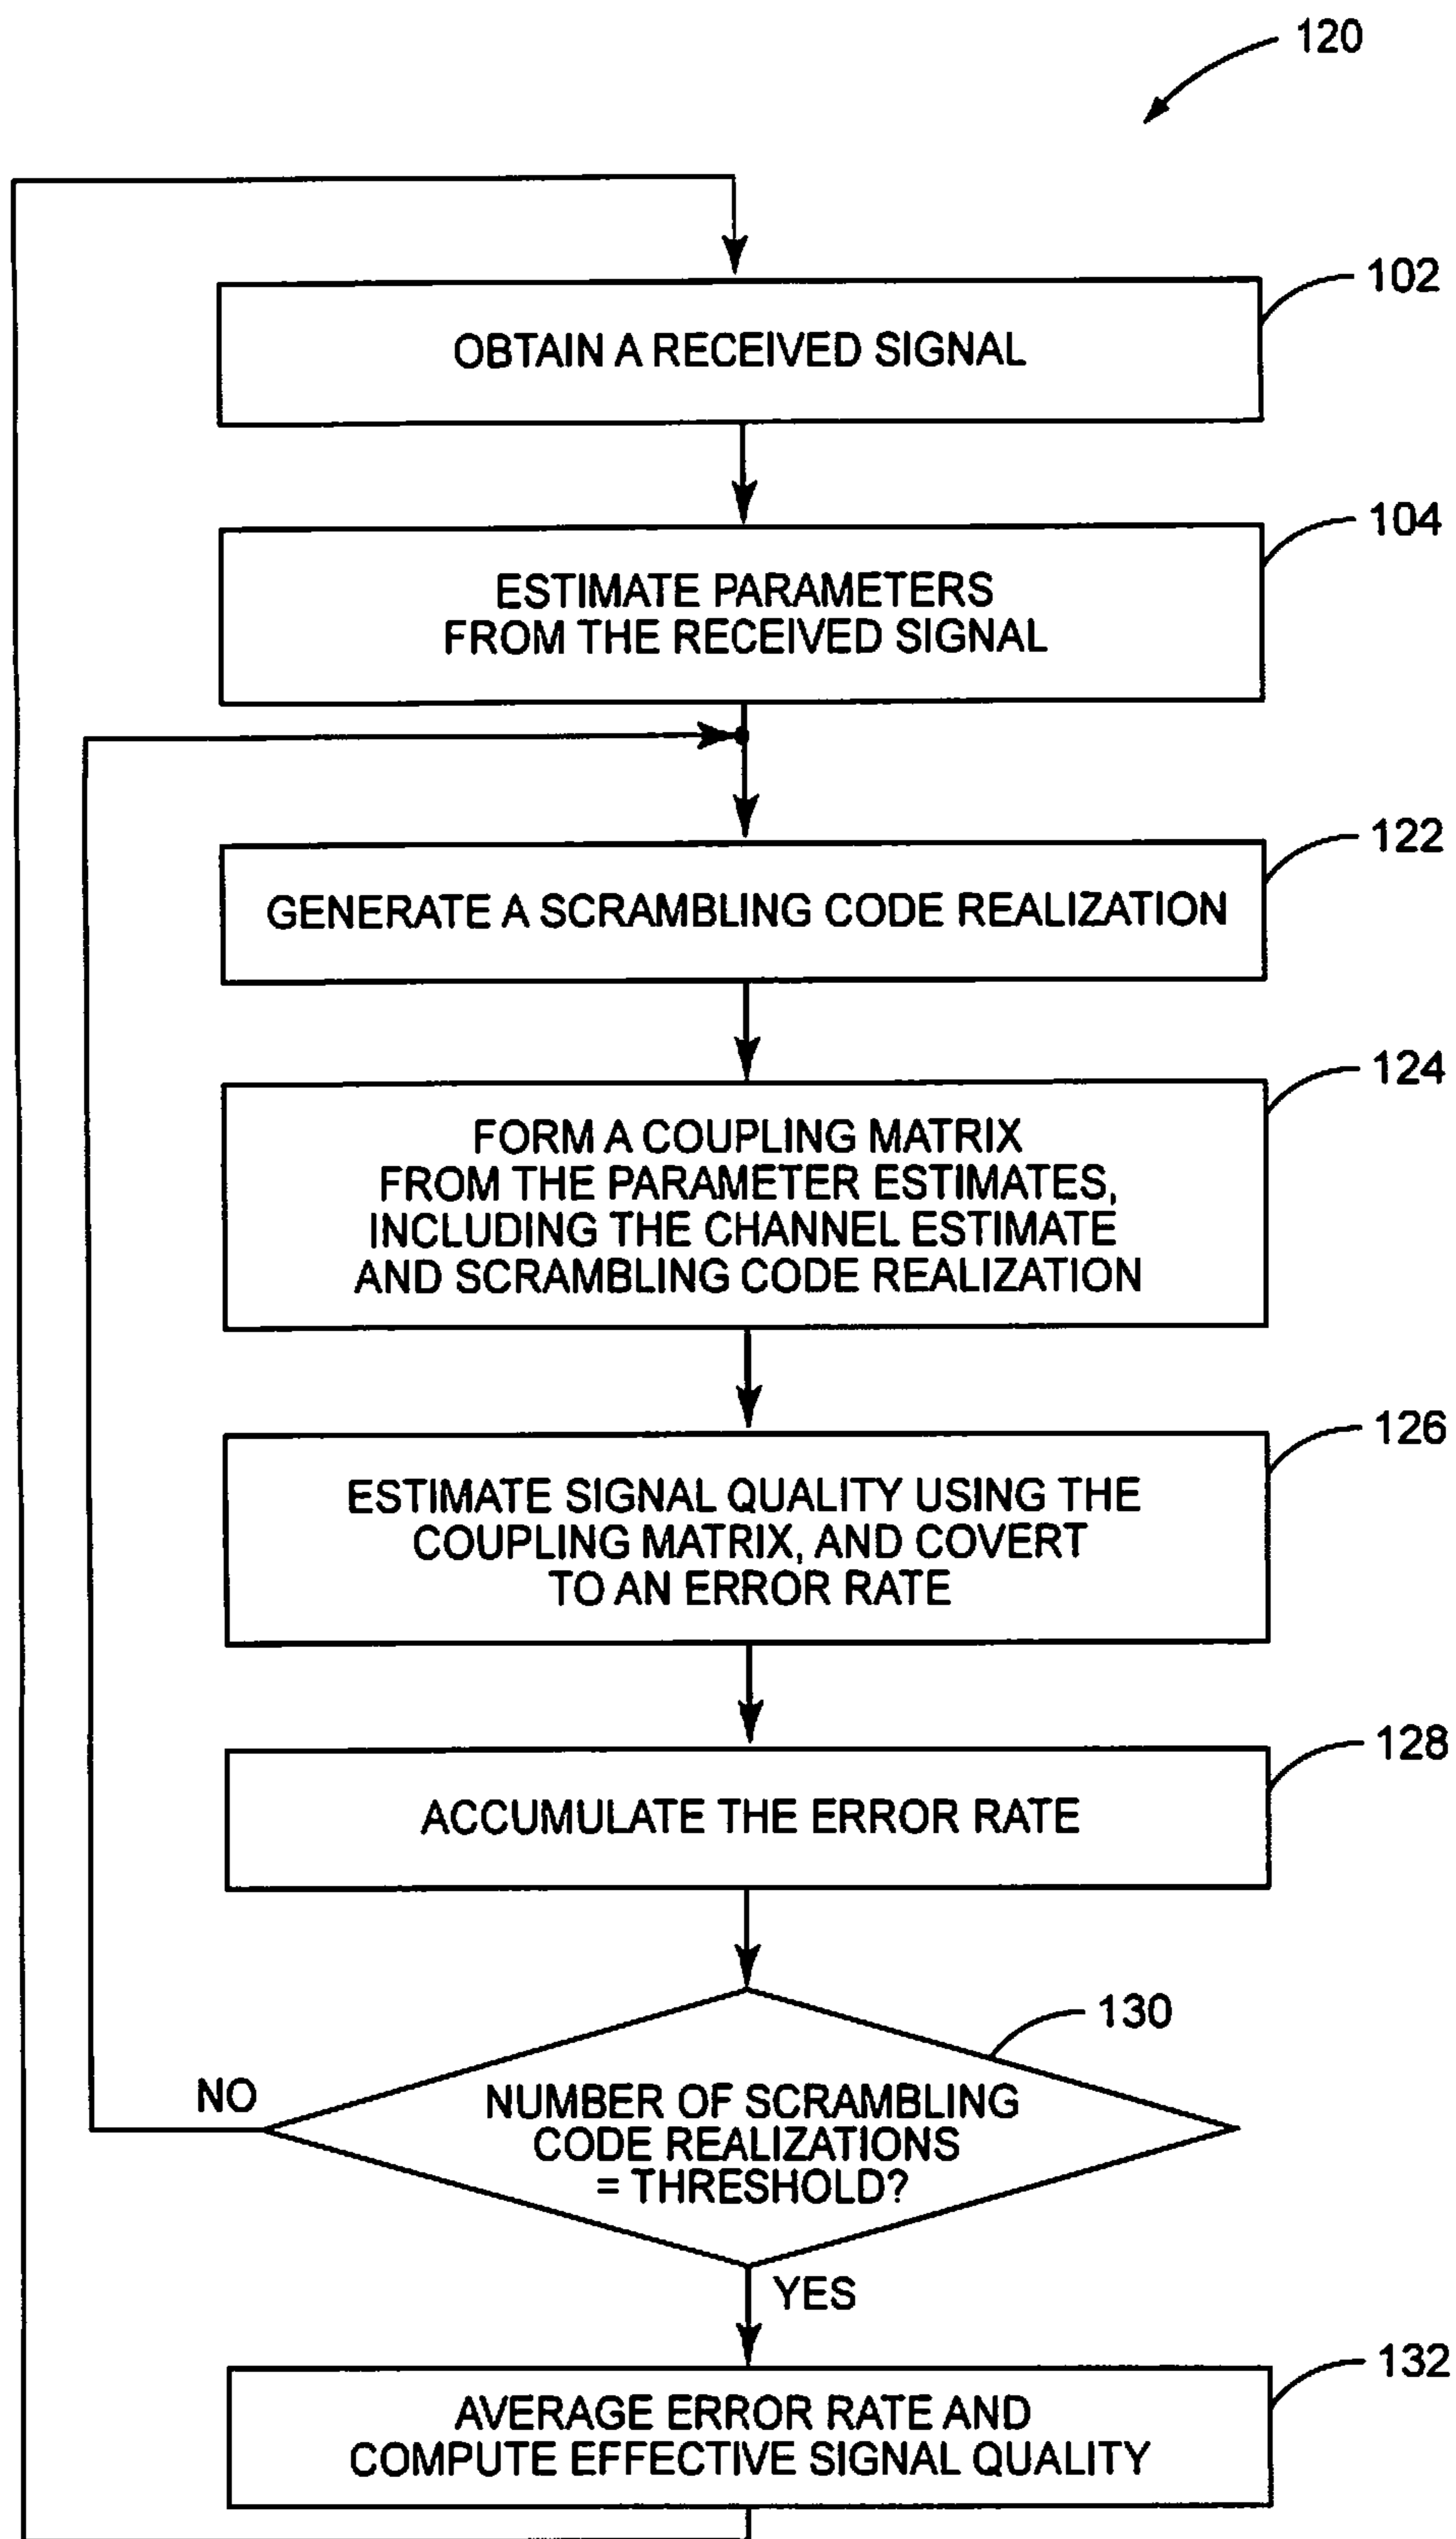 120
102
OBTAIN A RECEIVED SIGNAL
104
ESTIMATE PARAMETERS
FROM THE RECEIVED SIGNAL
122
GENERATE A SCRAMBLING CODE REALIZATION
124
FORM A COUPLING MATRIX
FROM THE PARAMETER ESTIMATES,
INCLUDING THE CHANNEL ESTIMATE
AND SCRAMBLING CODE REALIZATION
126
ESTIMATE SIGNAL QUALITY USING THE
COUPLING MATRIX, AND COVERT
TO AN ERROR RATE
128
ACCUMULATE THE ERROR RATE
130
NO
NUMBER OF SCRAMBLING
CODE REALIZATIONS
= THRESHOLD?
YES
132
AVERAGE ERROR RATE AND
COMPUTE EFFECTIVE SIGNAL QUALITY